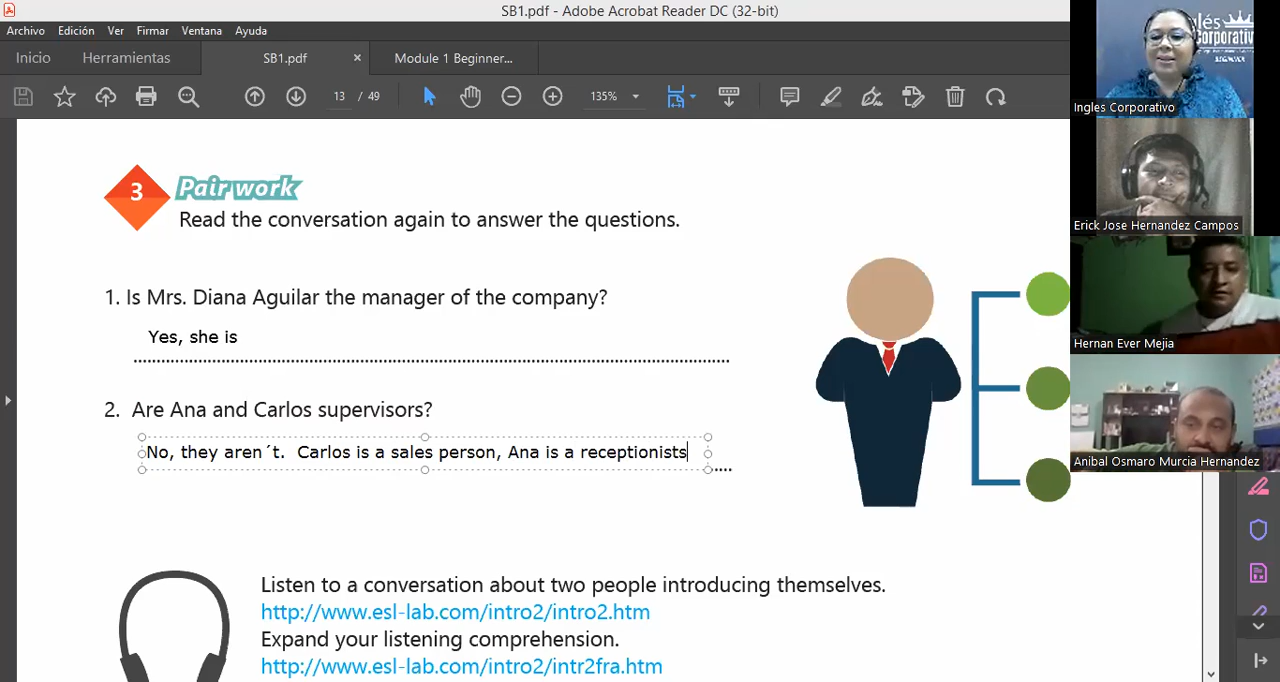 SB1.pdf - Adobe Acrobat Reader DC (32-bit)
Archivo Edición Ver Firmar Ventana Ayuda
Inicio Herramientas SB1.pdf × Module 1 Beginner...
13 / 49 135%
3 Pair work
Read the conversation again to answer the questions.
1. Is Mrs. Diana Aguilar the manager of the company?
Yes, she is
2. Are Ana and Carlos supervisors?
No, they aren´t. Carlos is a sales person, Ana is a receptionists
Listen to a conversation about two people introducing themselves.
http://www.esl-lab.com/intro2/intro2.htm
Expand your listening comprehension.
http://www.esl-lab.com/intro2/intr2fra.htm
Ingles Corporativo
Erick Jose Hernandez Campos
Hernan Ever Mejia
Anibal Osmaro Murcia Hernandez